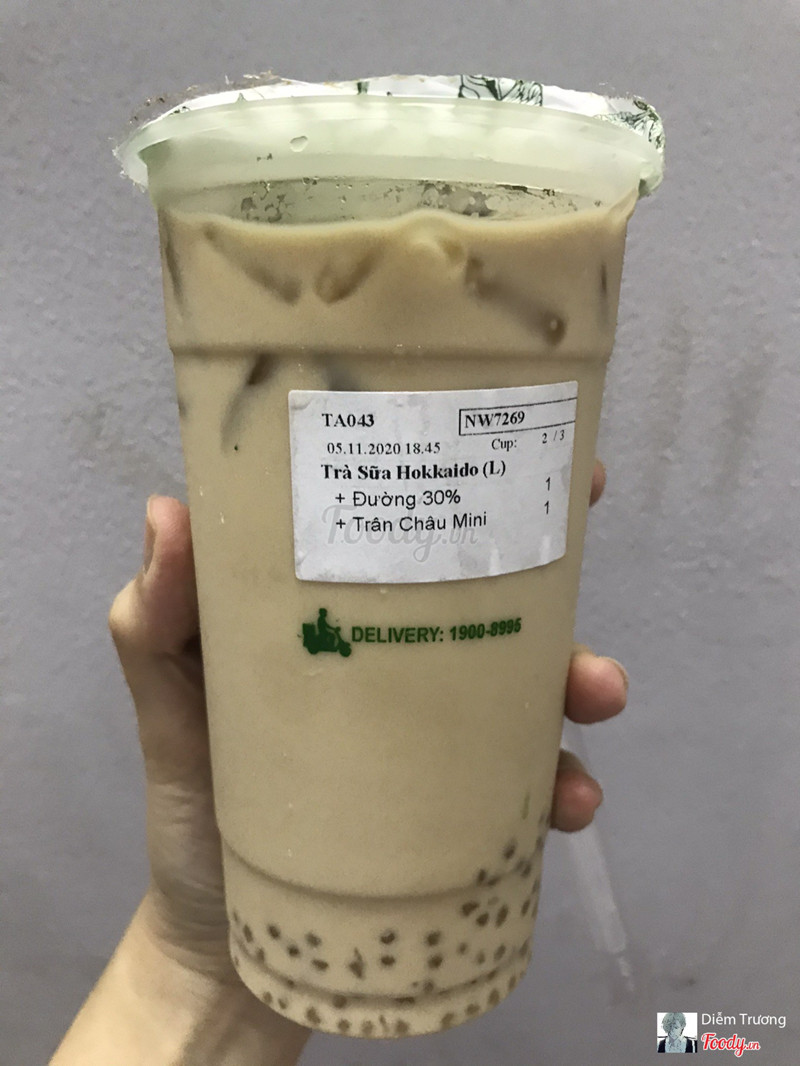 TA043 NW7269
05.11.2020 18.45 Cup: 2 / 3
Trà Sữa Hokkaido (L)
+ Đường 30% 1
+ Trân Châu Mini 1
Foody.vn
DELIVERY: 1900-8995
Diễm Trương
Foody.vn